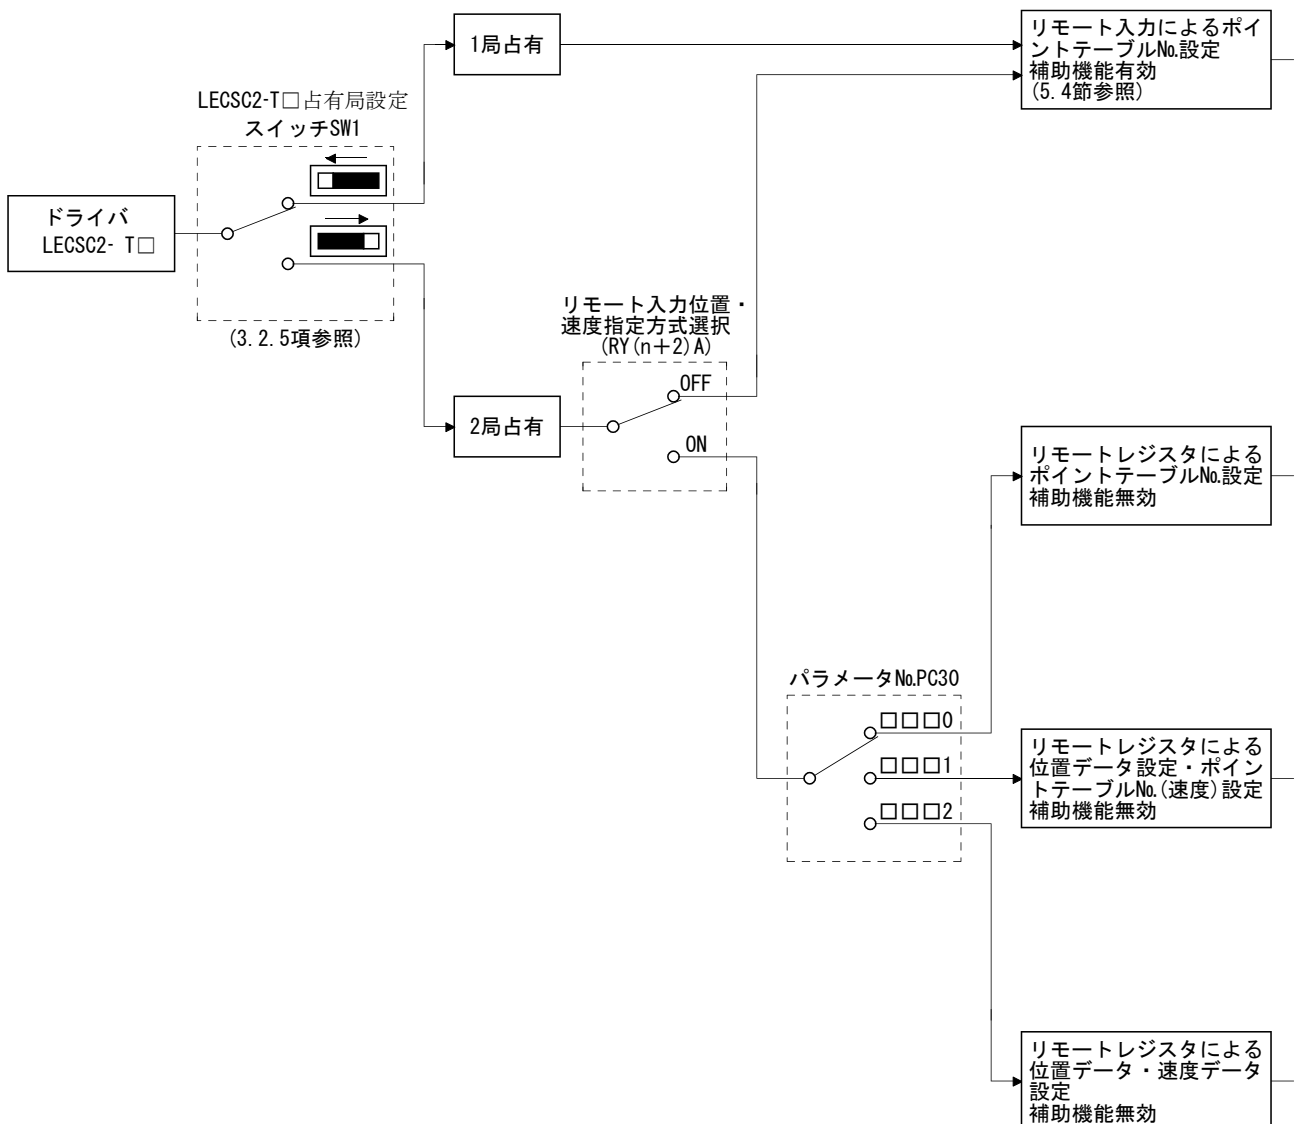 1局占有
リモート入力によるポイ
ントテーブル№設定
補助機能有効
(5.4節参照)
LECSC2-T□占有局設定
スイッチSW1
ドライバ
LECSC2- T□
(3.2.5項参照)
リモート入力位置・
速度指定方式選択
(RY(n＋2)A)
OFF
ON
2局占有
リモートレジスタによる
ポイントテーブル№設定
補助機能無効
パラメータ№PC30
□□□0
□□□1
□□□2
リモートレジスタによる
位置データ設定・ポイン
トテーブル№(速度)設定
補助機能無効
リモートレジスタによる
位置データ・速度データ
設定
補助機能無効